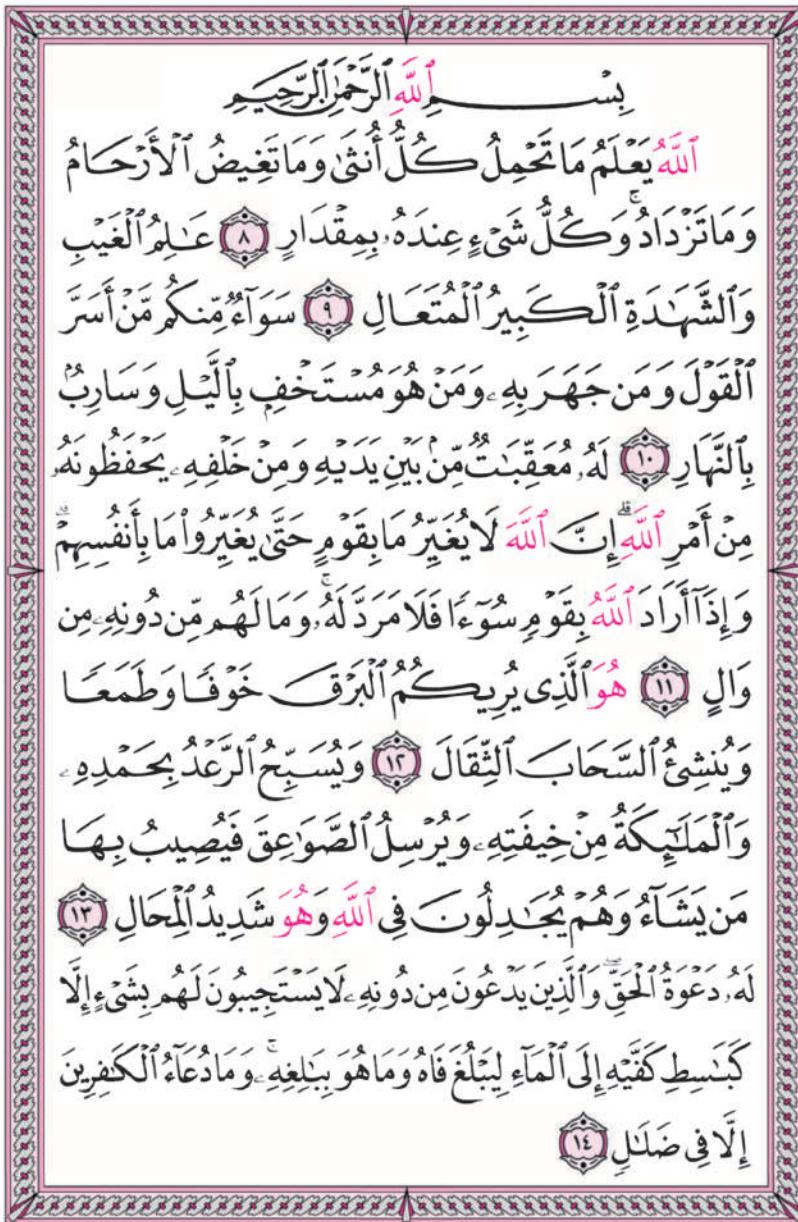 بِسْمِ ٱللَّهِ ٱلرَّحْمَٰنِ ٱلرَّحِيمِ
ٱللَّهُ يَعْلَمُ مَا تَحْمِلُ كُلُّ أُنثَىٰ وَمَا تَغِيضُ ٱلْأَرْحَامُ
وَمَا تَزْدَادُ ۚ وَكُلُّ شَىْءٍ عِندَهُۥ بِمِقْدَارٍ ٨ عَٰلِمُ ٱلْغَيْبِ
وَٱلشَّهَٰدَةِ ٱلْكَبِيرُ ٱلْمُتَعَالِ ٩ سَوَآءٌ مِّنكُم مَّنْ أَسَرَّ
ٱلْقَوْلَ وَمَن جَهَرَ بِهِۦ وَمَنْ هُوَ مُسْتَخْفٍۭ بِٱلَّيْلِ وَسَارِبٌۢ
بِٱلنَّهَارِ ١٠ لَهُۥ مُعَقِّبَٰتٌ مِّنۢ بَيْنِ يَدَيْهِ وَمِنْ خَلْفِهِۦ يَحْفَظُونَهُۥ
مِنْ أَمْرِ ٱللَّهِ ۗ إِنَّ ٱللَّهَ لَا يُغَيِّرُ مَا بِقَوْمٍ حَتَّىٰ يُغَيِّرُوا۟ مَا بِأَنفُسِهِمْ ۗ
وَإِذَآ أَرَادَ ٱللَّهُ بِقَوْمٍ سُوٓءًا فَلَا مَرَدَّ لَهُۥ ۚ وَمَا لَهُم مِّن دُونِهِۦ مِن
وَالٍ ١١ هُوَ ٱلَّذِى يُرِيكُمُ ٱلْبَرْقَ خَوْفًا وَطَمَعًا
وَيُنشِئُ ٱلسَّحَابَ ٱلثِّقَالَ ١٢ وَيُسَبِّحُ ٱلرَّعْدُ بِحَمْدِهِۦ
وَٱلْمَلَٰٓئِكَةُ مِنْ خِيفَتِهِۦ وَيُرْسِلُ ٱلصَّوَٰعِقَ فَيُصِيبُ بِهَا
مَن يَشَآءُ وَهُمْ يُجَٰدِلُونَ فِى ٱللَّهِ وَهُوَ شَدِيدُ ٱلْمِحَالِ ١٣
لَهُۥ دَعْوَةُ ٱلْحَقِّ ۖ وَٱلَّذِينَ يَدْعُونَ مِن دُونِهِۦ لَا يَسْتَجِيبُونَ لَهُم بِشَىْءٍ إِلَّا
كَبَٰسِطِ كَفَّيْهِ إِلَى ٱلْمَآءِ لِيَبْلُغَ فَاهُ وَمَا هُوَ بِبَٰلِغِهِۦ ۚ وَمَا دُعَآءُ ٱلْكَٰفِرِينَ
إِلَّا فِى ضَلَٰلٍ ١٤